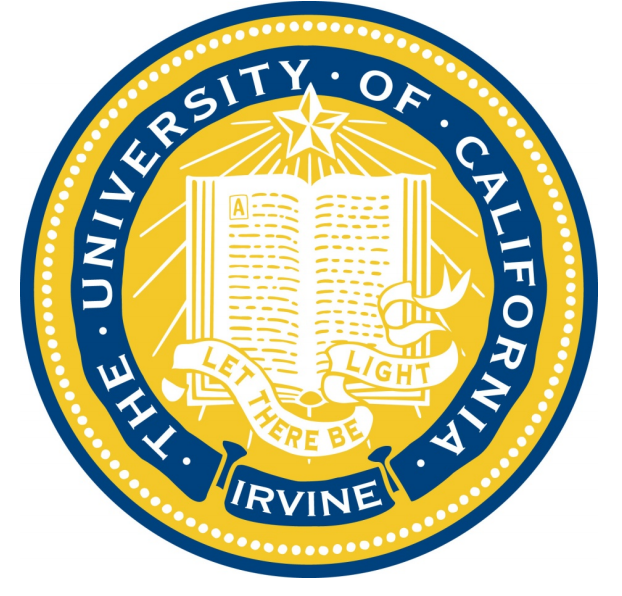 · THE · UNIVERSITY · OF · CALIFORNIA ·
A
LET THERE BE LIGHT
IRVINE